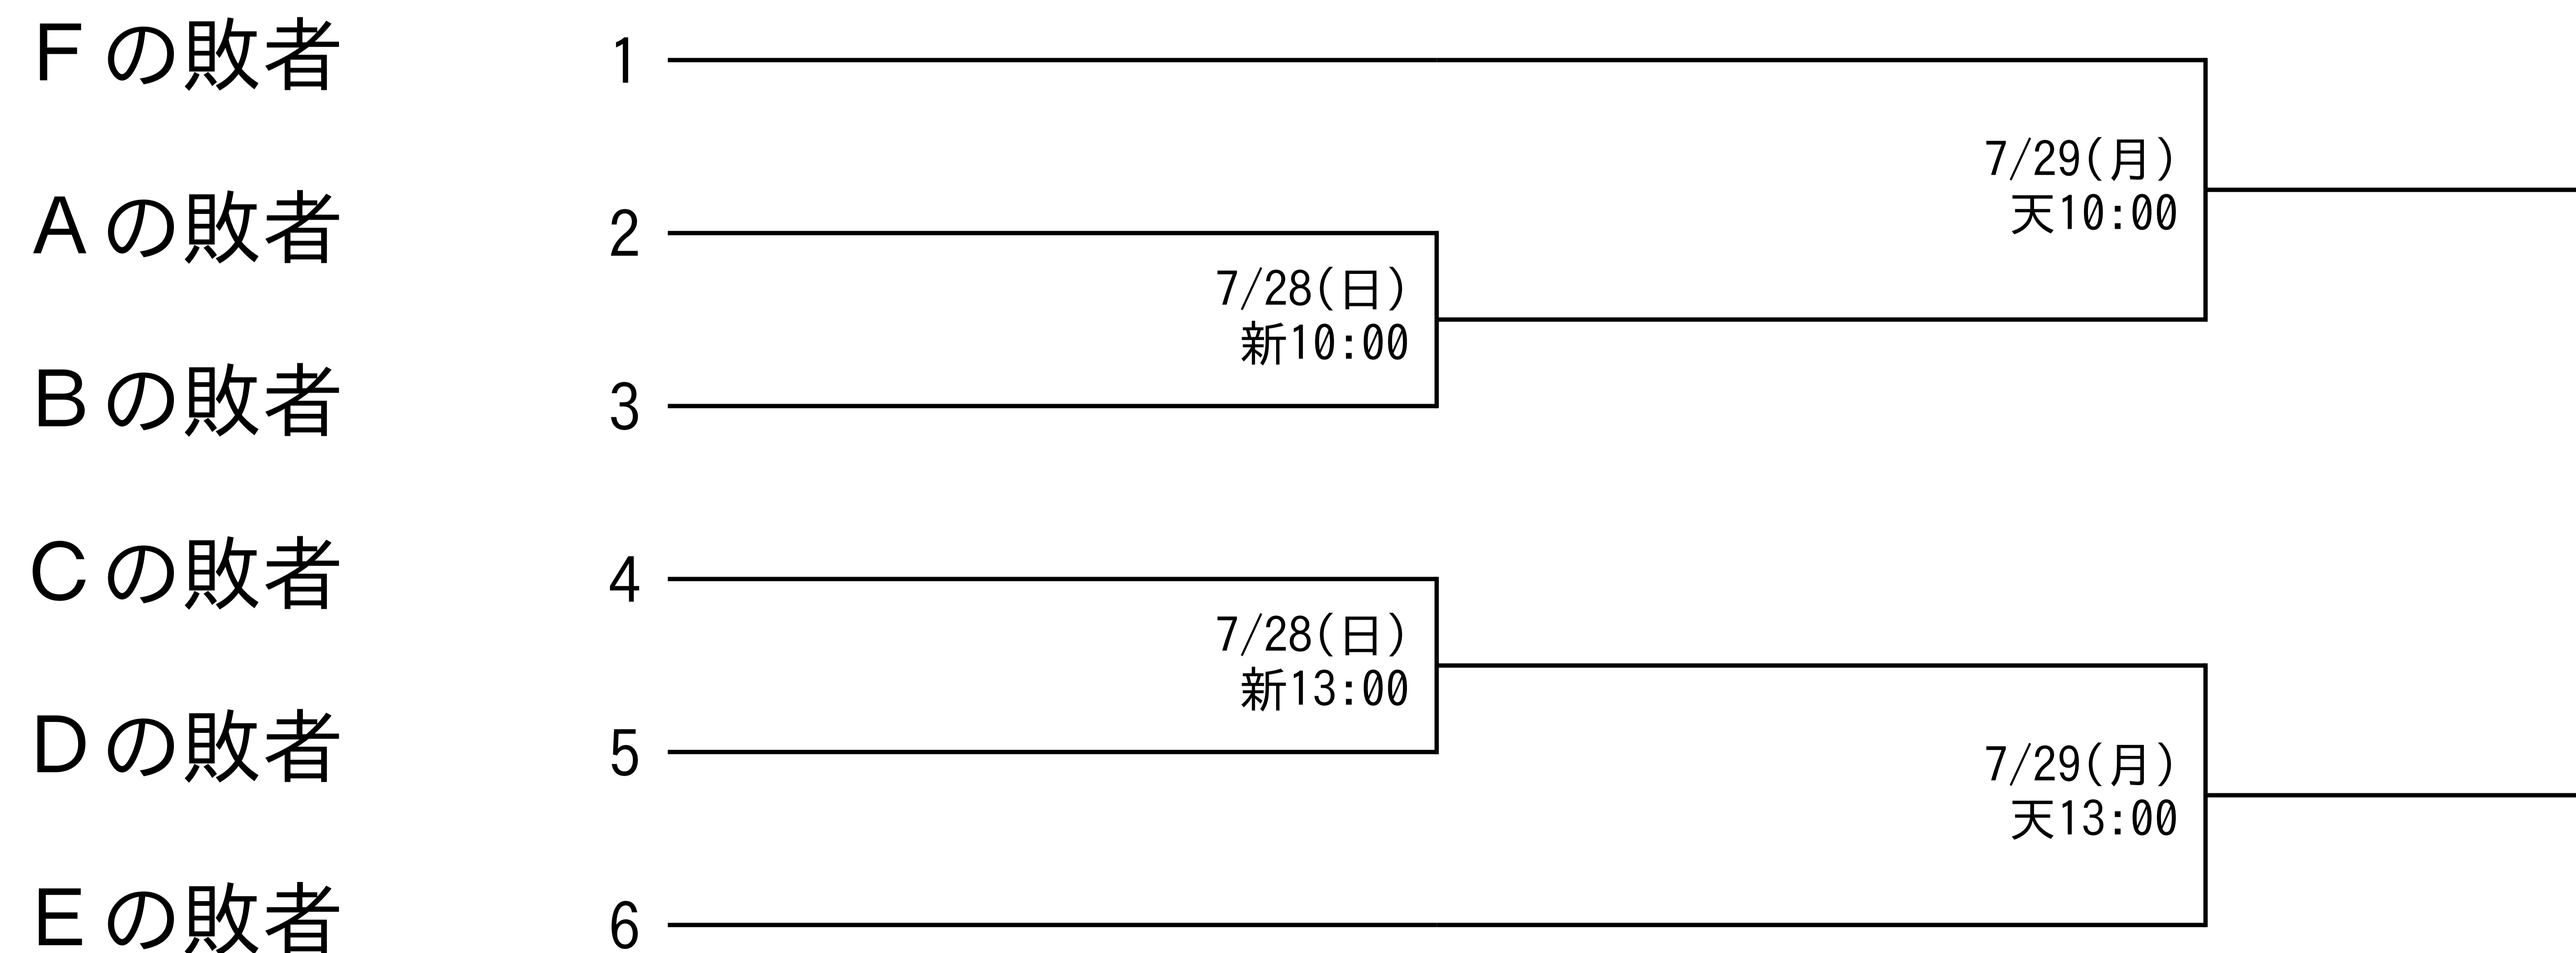 Fの敗者 1
7/29(月)
天10:00
Aの敗者 2
7/28(日)
新10:00
Bの敗者 3
Cの敗者 4
7/28(日)
新13:00
Dの敗者 5
7/29(月)
天13:00
Eの敗者 6